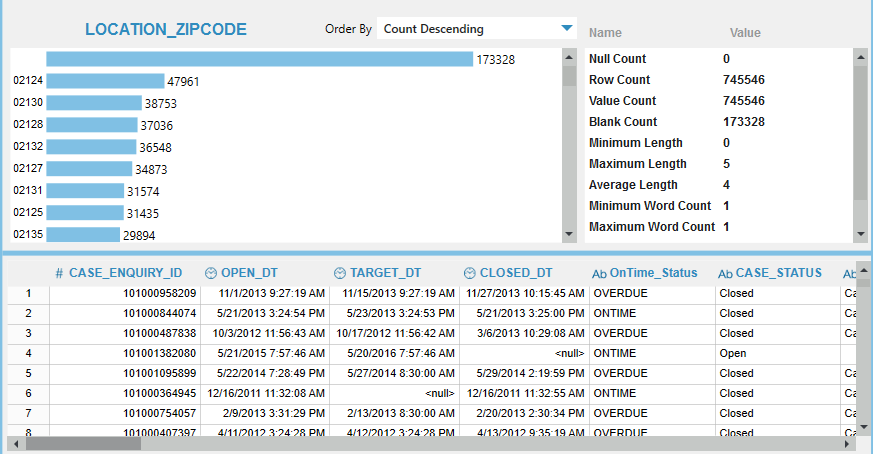 LOCATION_ZIPCODE
Order By Count Descending
173328
02124 47961
02130 38753
02128 37036
02132 36548
02127 34873
02131 31574
02125 31435
02135 29894
Name Value
Null Count 0
Row Count 745546
Value Count 745546
Blank Count 173328
Minimum Length 0
Maximum Length 5
Average Length 4
Minimum Word Count 1
Maximum Word Count 1
# CASE_ENQUIRY_ID OPEN_DT TARGET_DT CLOSED_DT Ab OnTime_Status Ab CASE_STATUS Ab
1 101000958209 11/1/2013 9:27:19 AM 11/15/2013 9:27:19 AM 11/27/2013 10:15:45 AM OVERDUE Closed Ca
2 101000844074 5/21/2013 3:24:54 PM 5/23/2013 3:24:53 PM 5/21/2013 3:25:00 PM ONTIME Closed Ca
3 101000487838 10/3/2012 11:56:43 AM 10/17/2012 11:56:42 AM 3/6/2013 10:29:08 AM OVERDUE Closed Ca
4 101001382080 5/21/2015 7:57:46 AM 5/20/2016 7:57:46 AM <null> ONTIME Open
5 101001095899 5/22/2014 7:28:49 PM 5/27/2014 8:30:00 AM 5/29/2014 2:19:59 PM OVERDUE Closed Ca
6 101000364945 12/16/2011 11:32:08 AM <null> 12/16/2011 11:32:55 AM ONTIME Closed Ca
7 101000754057 2/9/2013 3:31:29 PM 2/13/2013 8:30:00 AM 2/20/2013 2:30:34 PM OVERDUE Closed Ca
8 101000407397 4/11/2012 3:24:28 PM 4/12/2012 3:24:28 PM 4/13/2012 9:35:19 AM OVERDUE Closed Ca